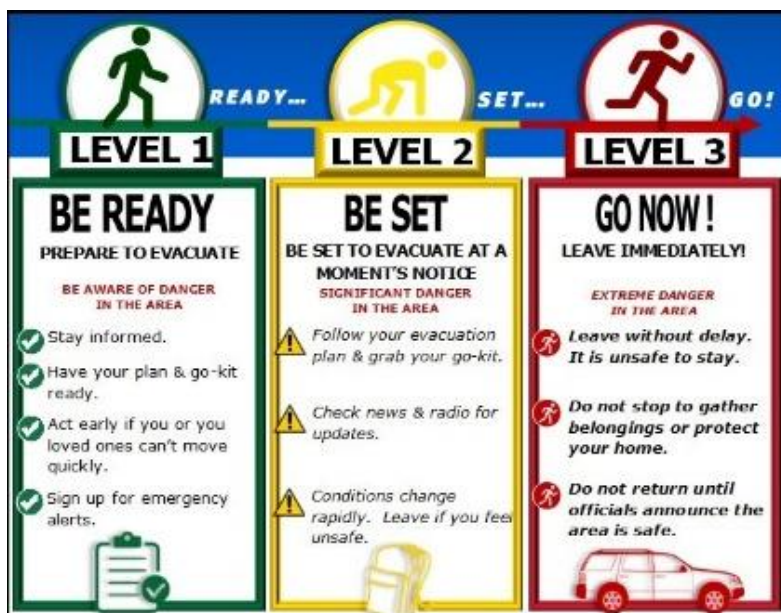 READY...
SET...
GO!
LEVEL 1
LEVEL 2
LEVEL 3
BE READY
PREPARE TO EVACUATE
BE AWARE OF DANGER
IN THE AREA
Stay informed.
Have your plan & go-kit
ready.
Act early if you or you
loved ones can't move
quickly.
Sign up for emergency
alerts.
BE SET
BE SET TO EVACUATE AT A
MOMENT'S NOTICE
SIGNIFICANT DANGER
IN THE AREA
Follow your evacuation
plan & grab your go-kit.
Check news & radio for
updates.
Conditions change
rapidly. Leave if you feel
unsafe.
GO NOW!
LEAVE IMMEDIATELY!
EXTREME DANGER
IN THE AREA
Leave without delay.
It is unsafe to stay.
Do not stop to gather
belongings or protect
your home.
Do not return until
officials announce the
area is safe.